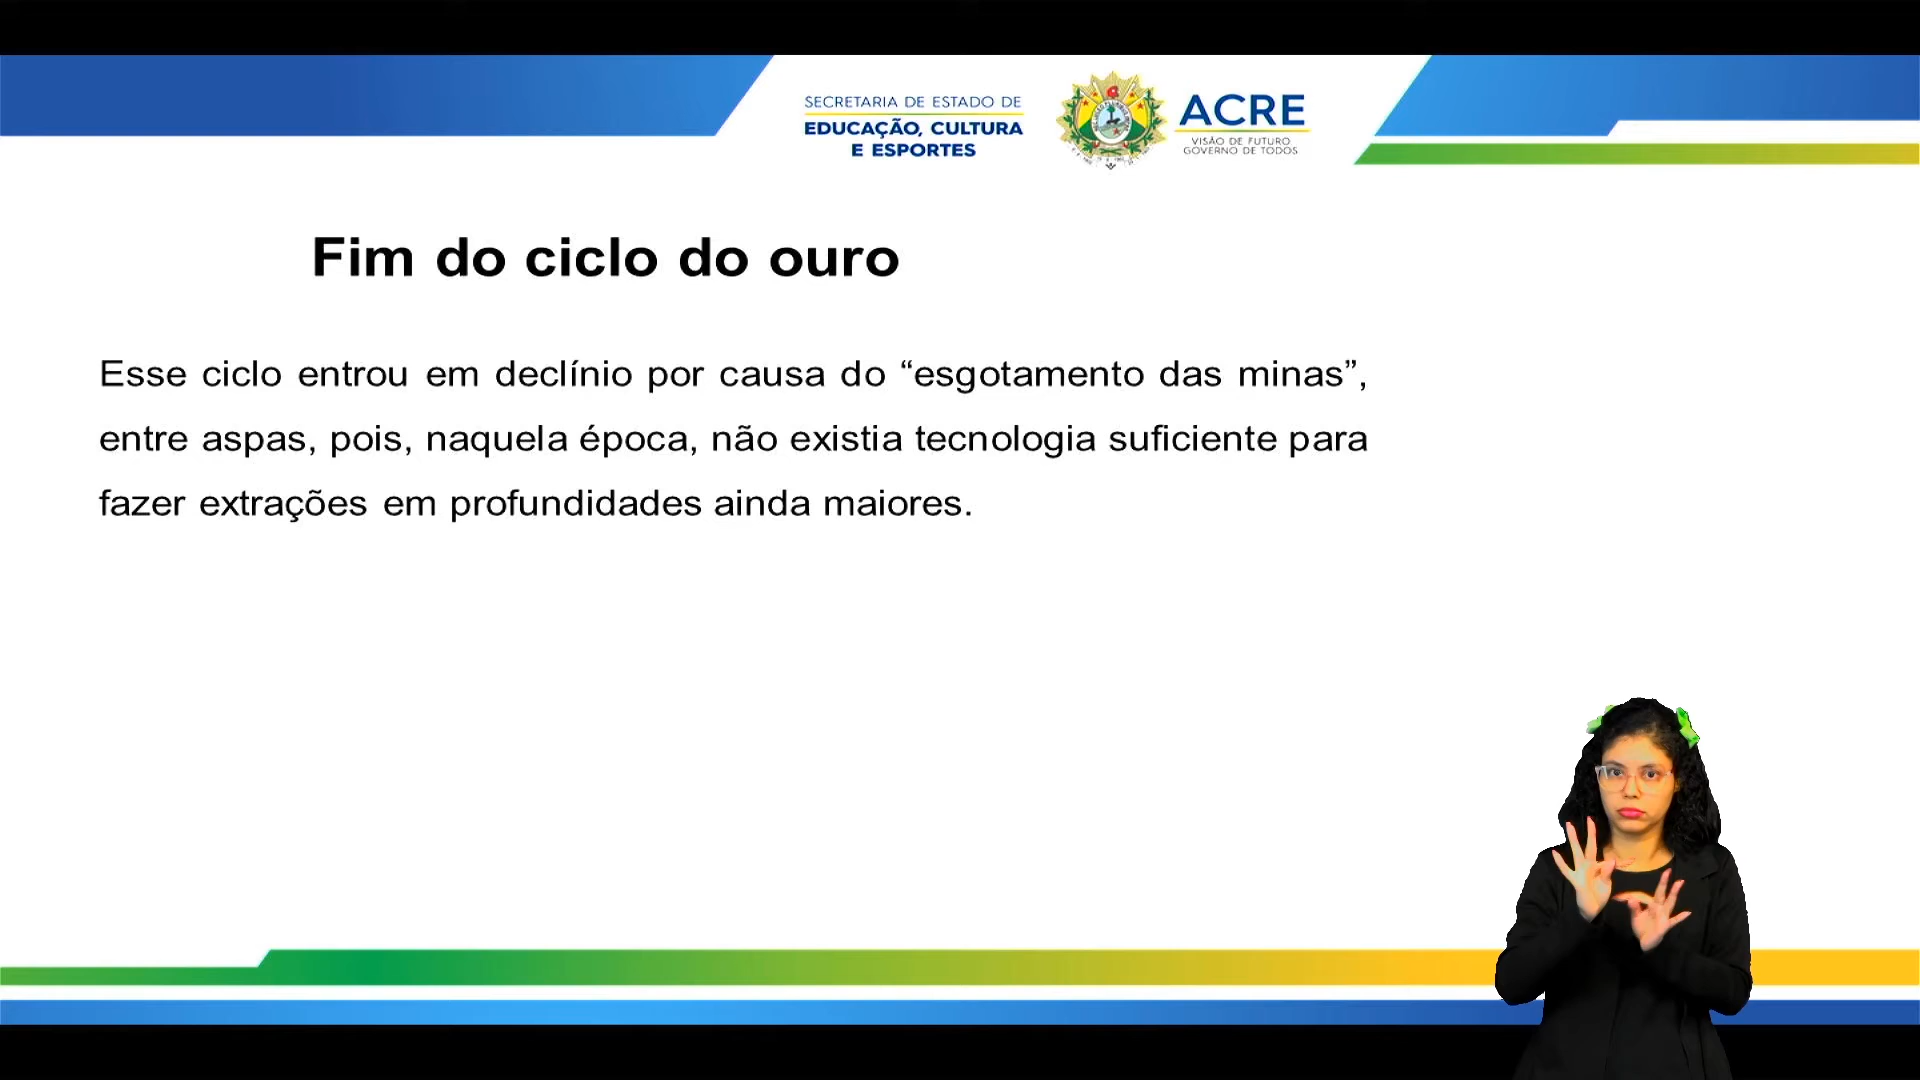 SECRETARIA DE ESTADO DE
EDUCAÇÃO, CULTURA
E ESPORTES
ACRE
VISÃO DE FUTURO
GOVERNO DE TODOS
Fim do ciclo do ouro
Esse ciclo entrou em declínio por causa do “esgotamento das minas”,
entre aspas, pois, naquela época, não existia tecnologia suficiente para
fazer extrações em profundidades ainda maiores.